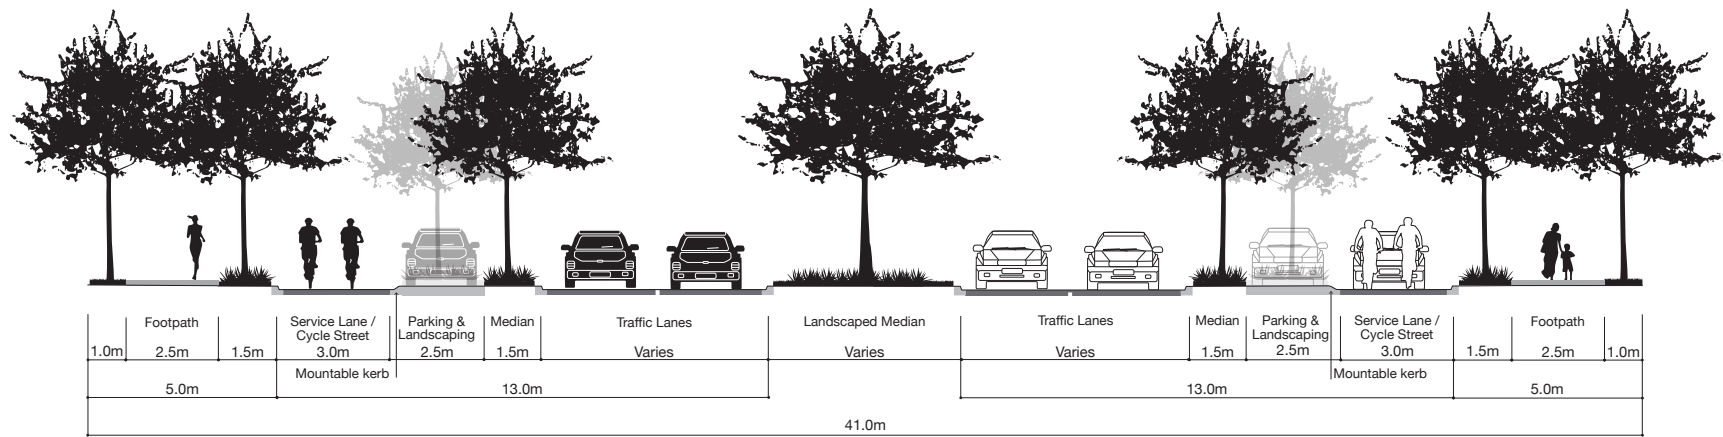 Footpath
Service Lane /
Cycle Street
Parking &
Landscaping
Median
Traffic Lanes
Landscaped Median
Traffic Lanes
Median
Parking &
Landscaping
Service Lane /
Cycle Street
Footpath
1.0m 2.5m 1.5m 3.0m 2.5m 1.5m Varies Varies Varies 1.5m 2.5m 3.0m 1.5m 2.5m 1.0m
Mountable kerb Mountable kerb
5.0m 13.0m 13.0m 5.0m
41.0m